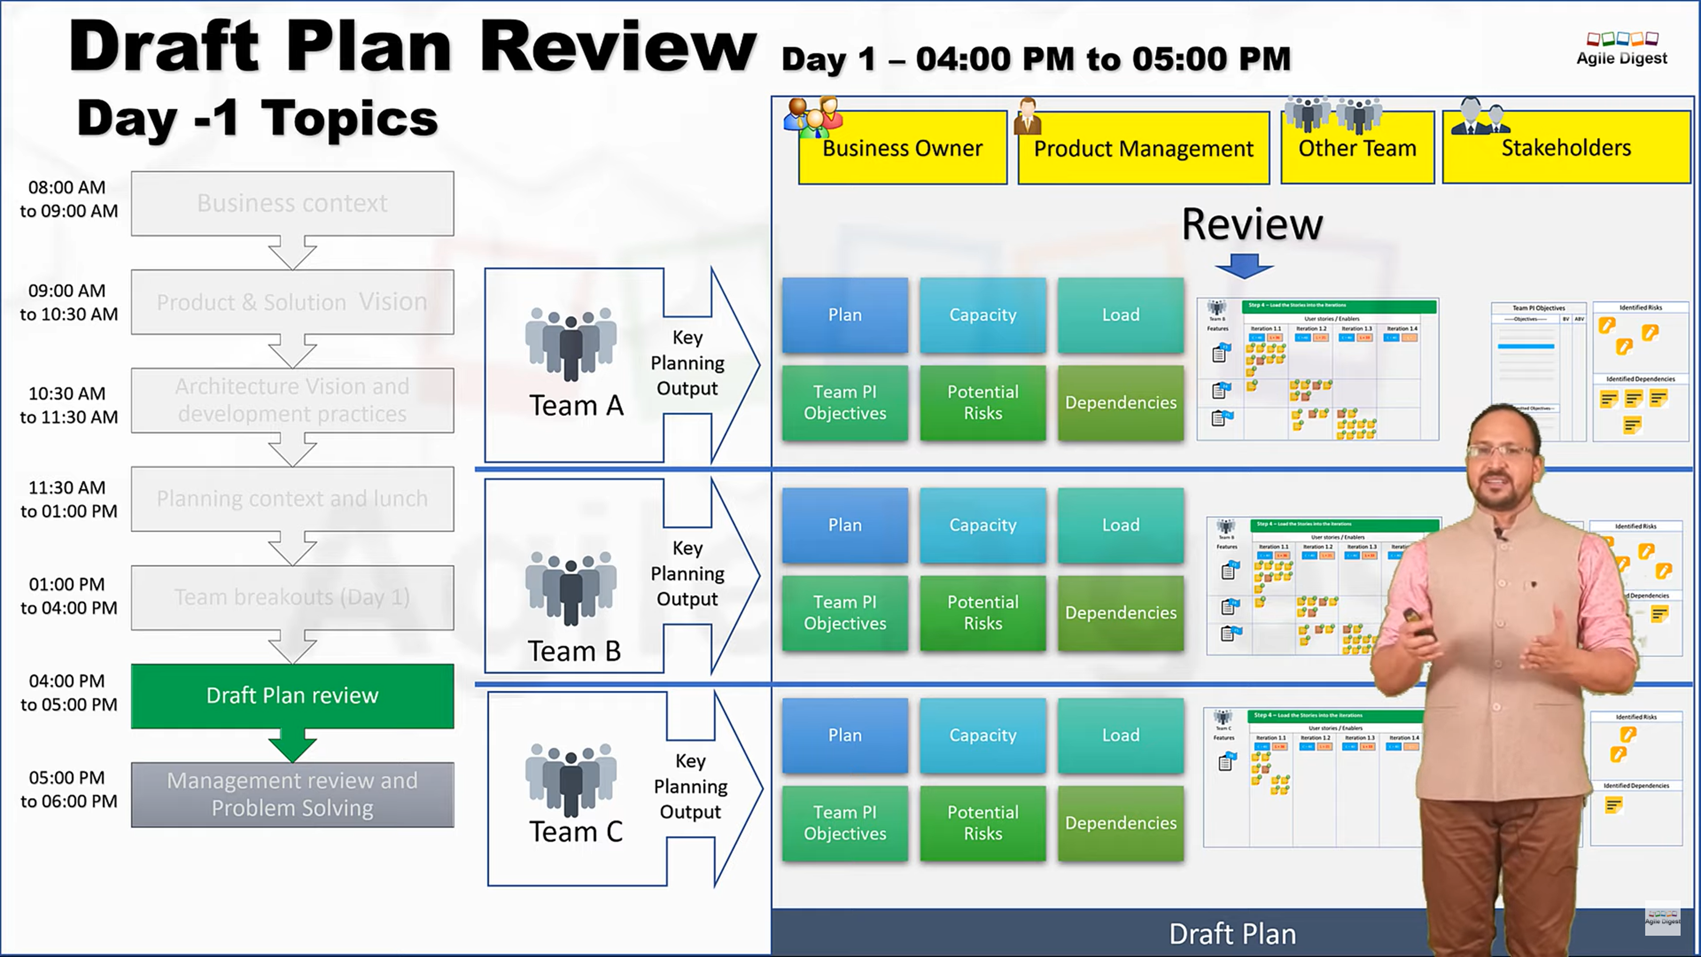 Draft Plan Review Day 1 – 04:00 PM to 05:00 PM
Agile Digest
Day -1 Topics
08:00 AM
to 09:00 AM
Business context
09:00 AM
to 10:30 AM
Product & Solution Vision
10:30 AM
to 11:30 AM
Architecture Vision and
development practices
11:30 AM
to 01:00 PM
Planning context and lunch
01:00 PM
to 04:00 PM
Team breakouts (Day 1)
04:00 PM
to 05:00 PM
Draft Plan review
05:00 PM
to 06:00 PM
Management review and
Problem Solving
Business Owner
Product Management
Other Team
Stakeholders
Review
Team A
Key
Planning
Output
Plan
Capacity
Load
Team PI
Objectives
Potential
Risks
Dependencies
Team B
Features
Step 4 – Load the Stories into the Iterations
User stories / Enablers
Iteration 1.1
Iteration 1.2
Iteration 1.3
Iteration 1.4
Team PI Objectives
Objectives
BV
ABV
Identified Risks
Identified Dependencies
Team B
Key
Planning
Output
Plan
Capacity
Load
Team PI
Objectives
Potential
Risks
Dependencies
Team B
Features
Step 4 – Load the Stories into the Iterations
User stories / Enablers
Iteration 1.1
Iteration 1.2
Iteration 1.3
Identified Risks
Team C
Key
Planning
Output
Plan
Capacity
Load
Team PI
Objectives
Potential
Risks
Dependencies
Team C
Features
Step 4 – Load the Stories into the Iterations
User stories / Enablers
Iteration 1.1
Iteration 1.2
Iteration 1.3
Iteration 1.4
Identified Risks
Identified Dependencies
Draft Plan
Agile Digest